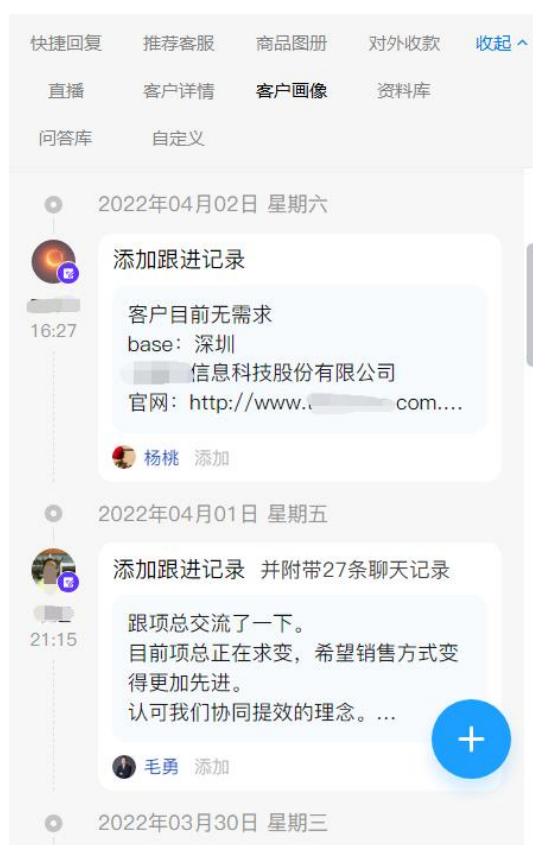 快捷回复 推荐客服 商品图册 对外收款 收起
直播 客户详情 客户画像 资料库
问答库 自定义
2022年04月02日 星期六
添加跟进记录
16:27
客户目前无需求
base：深圳
信息科技股份有限公司
官网：http://www. com....
杨桃 添加
2022年04月01日 星期五
添加跟进记录 并附带27条聊天记录
21:15
跟项总交流了一下。
目前项总正在求变，希望销售方式变
得更加先进。
认可我们协同提效的理念。...
毛勇 添加
2022年03月30日 星期三